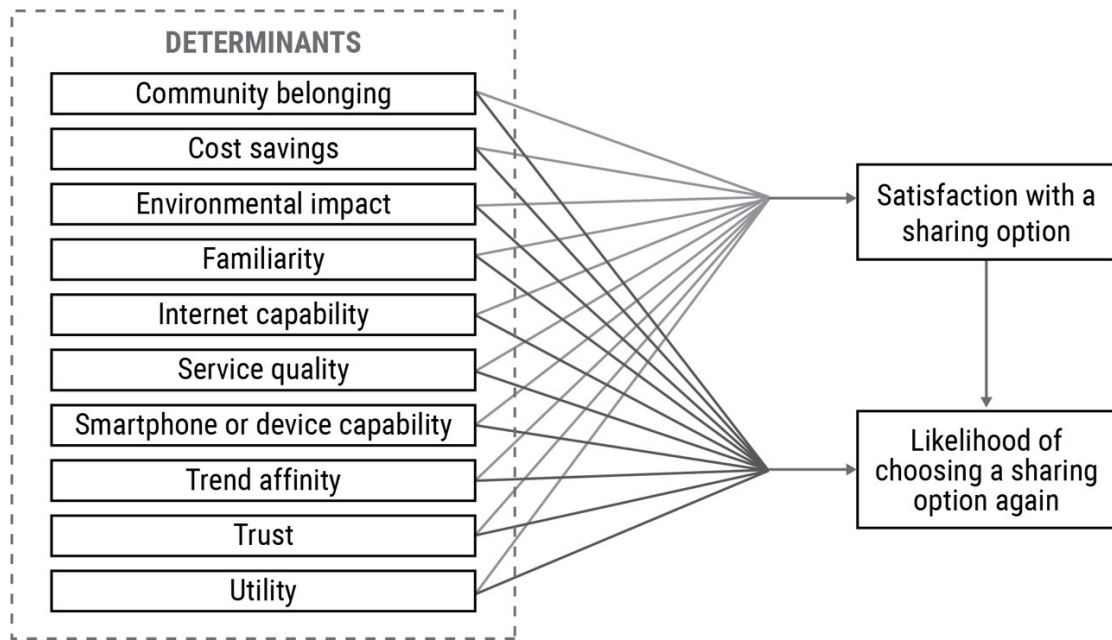 DETERMINANTS
Community belonging
Cost savings
Environmental impact
Familiarity
Internet capability
Service quality
Smartphone or device capability
Trend affinity
Trust
Utility
Satisfaction with a
sharing option
Likelihood of
choosing a sharing
option again